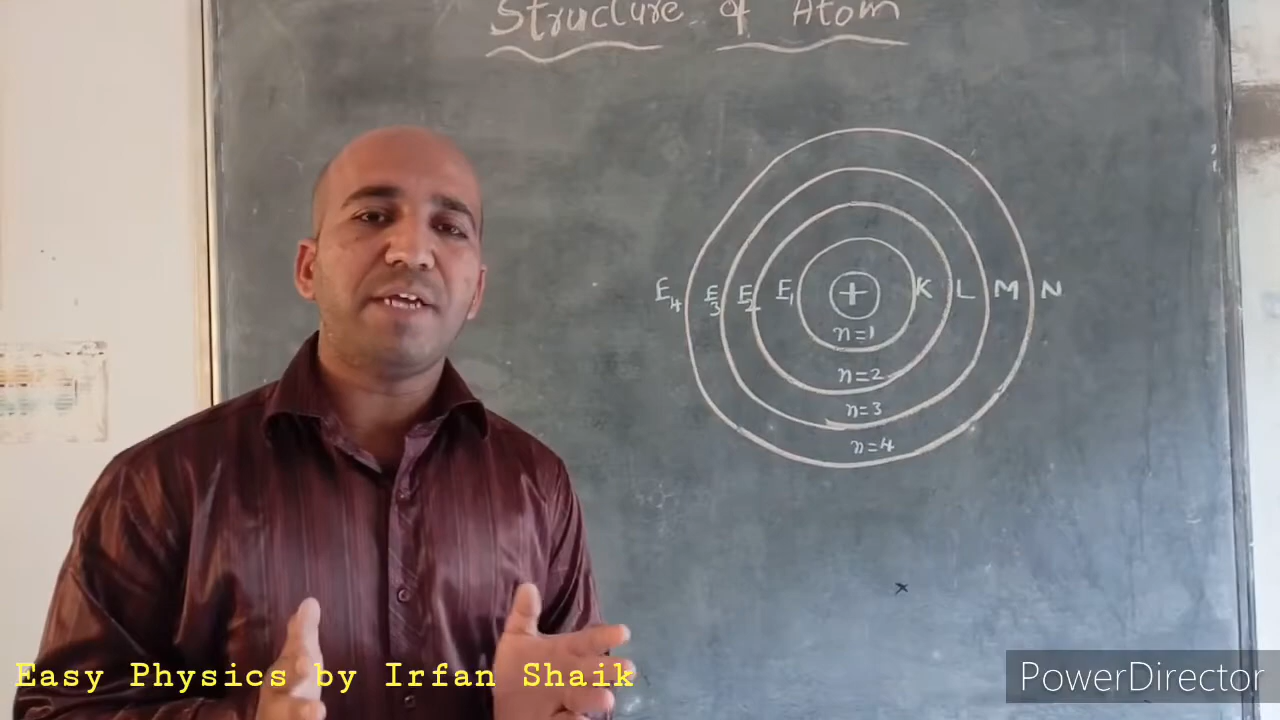 Structure of Atom
E4 E3 E2 E1 + K L M N
n=1
n=2
n=3
n=4
Easy Physics by Irfan Shaik
PowerDirector